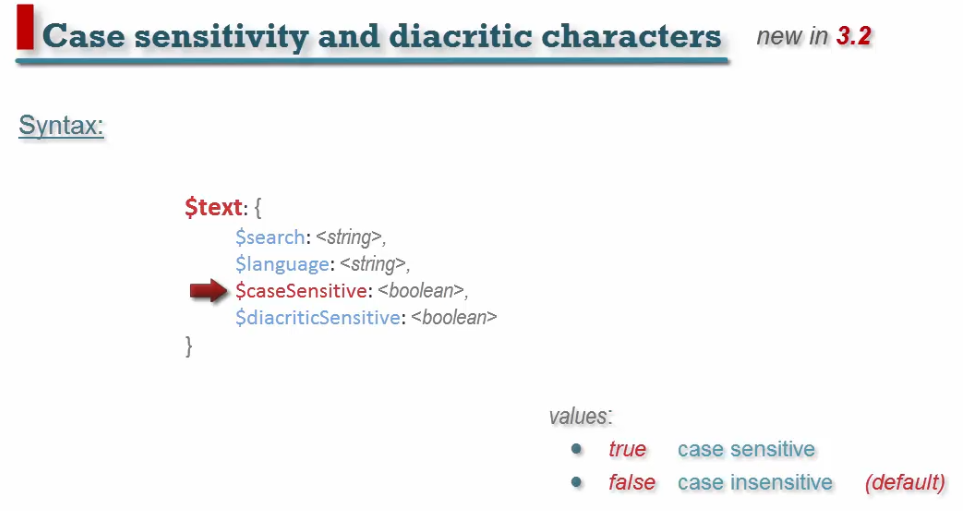 Case sensitivity and diacritic characters new in 3.2
Syntax:
$text: {
$search: <string>,
$language: <string>,
$caseSensitive: <boolean>,
$diacriticSensitive: <boolean>
}
values:
• true case sensitive
• false case insensitive (default)